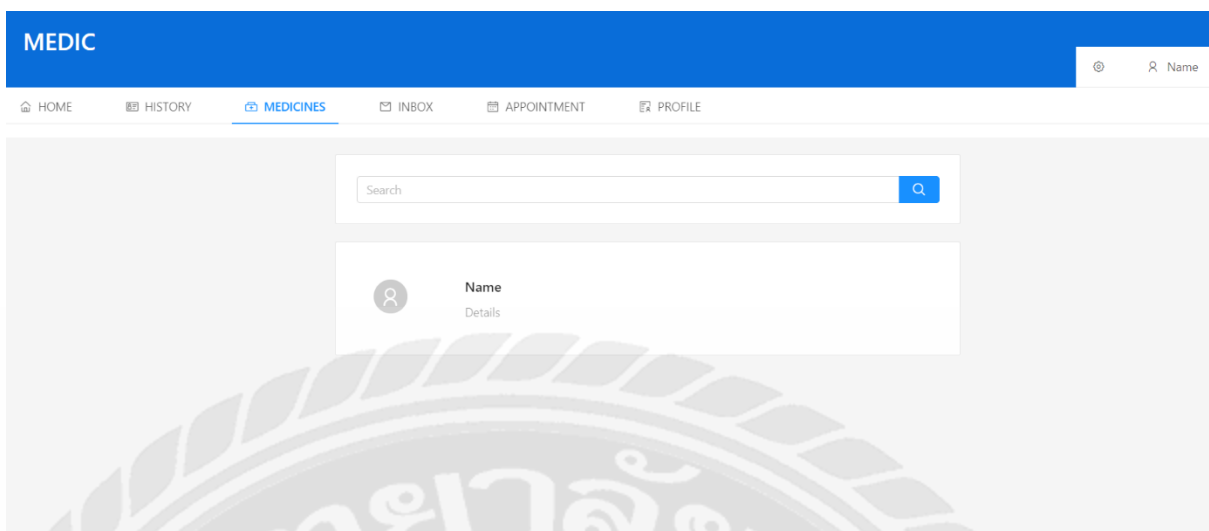 MEDIC
Name
HOME HISTORY MEDICINES INBOX APPOINTMENT PROFILE
Search
Name
Details